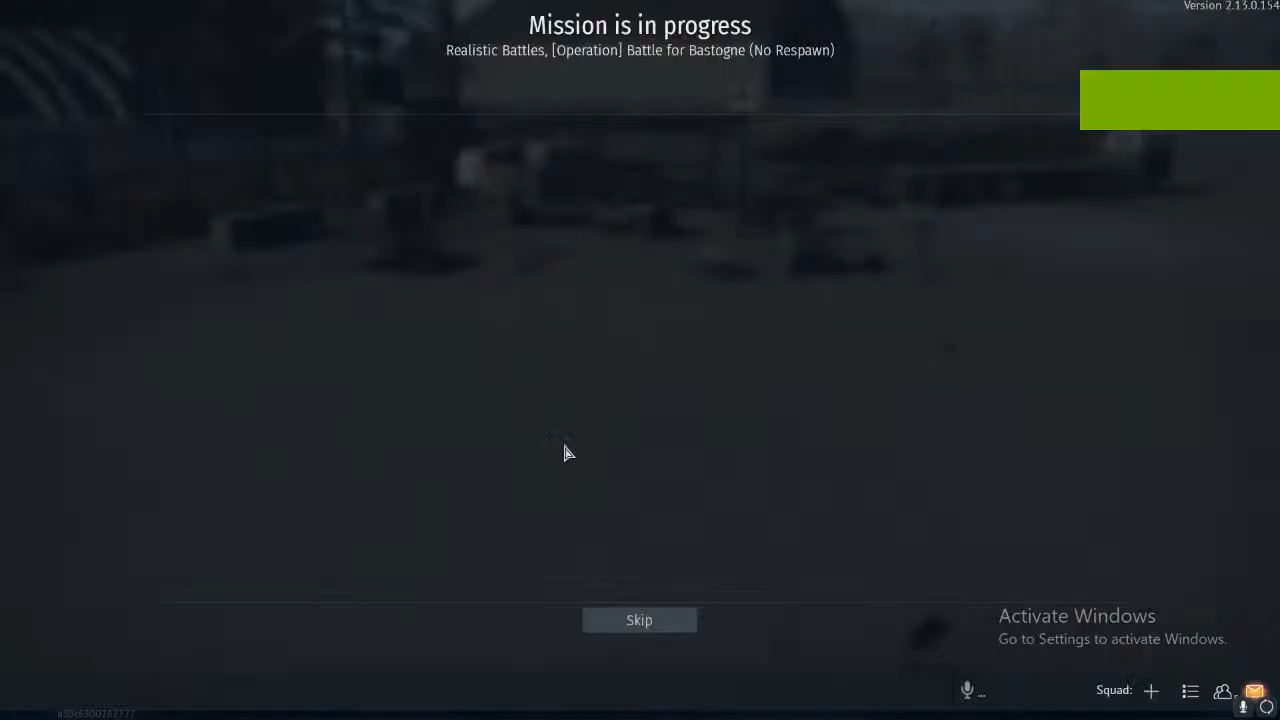 Version 2.13.0.154
Mission is in progress
Realistic Battles, [Operation] Battle for Bastogne (No Respawn)
Skip
Activate Windows
Go to Settings to activate Windows.
...
Squad: